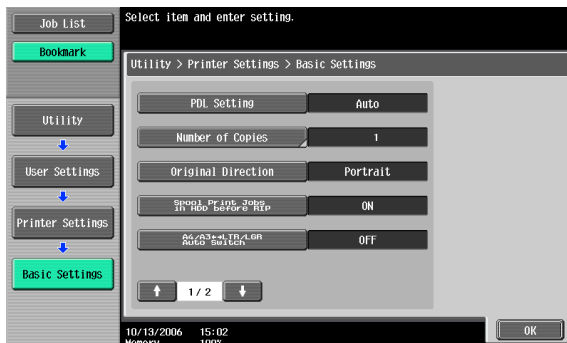 Job List
Bookmark
Select item and enter setting.
Utility > Printer Settings > Basic Settings
Utility
User Settings
Printer Settings
Basic Settings
PDL Setting Auto
Number of Copies 1
Original Direction Portrait
Spool Print Jobs
in HDD before RIP ON
A4/A3↔LTR/LGR
Auto Switch OFF
1/ 2
10/13/2006 15:02
Memory 100%
OK